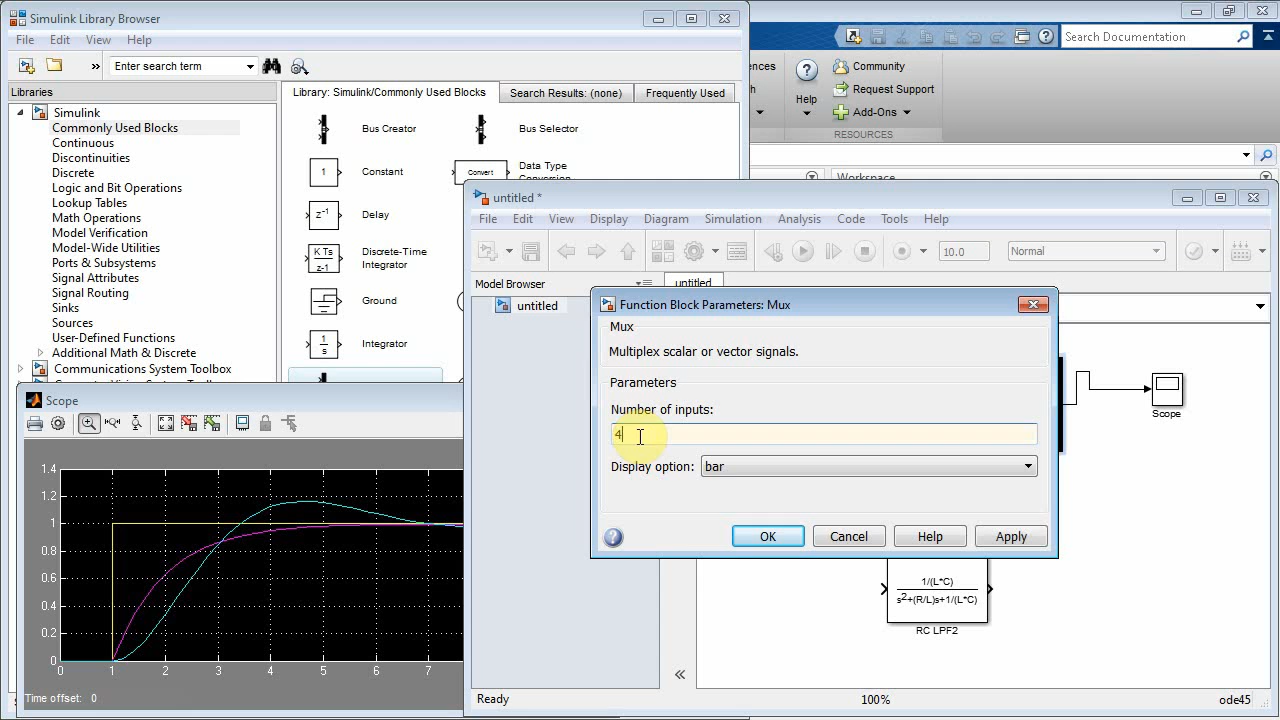 Simulink Library Browser
File Edit View Help
» Enter search term
Libraries
Library: Simulink/Commonly Used Blocks
Search Results: (none)
Frequently Used
Simulink
Commonly Used Blocks
Continuous
Discontinuities
Discrete
Logic and Bit Operations
Lookup Tables
Math Operations
Model Verification
Model-Wide Utilities
Ports & Subsystems
Signal Attributes
Signal Routing
Sinks
Sources
User-Defined Functions
Additional Math & Discrete
Communications System Toolbox
Bus Creator
Bus Selector
1
Constant
Convert
Data Type
z-1
Delay
K Ts
z-1
Discrete-Time
Integrator
Ground
1
s
Integrator
Search Documentation
Help
Community
Request Support
Add-Ons
RESOURCES
Workspace
untitled *
File Edit View Display Diagram Simulation Analysis Code Tools Help
10.0
Normal
Model Browser
untitled
untitled
Function Block Parameters: Mux
Mux
Multiplex scalar or vector signals.
Parameters
Number of inputs:
4
Display option: bar
OK Cancel Help Apply
Scope
1/(L*C)
s2+(R/L)s+1/(L*C)
RC LPF2
«
Ready 100% ode45
Scope
1.4
1.2
1
0.8
0.6
0.4
0.2
0
0 1 2 3 4 5 6 7
Time offset: 0